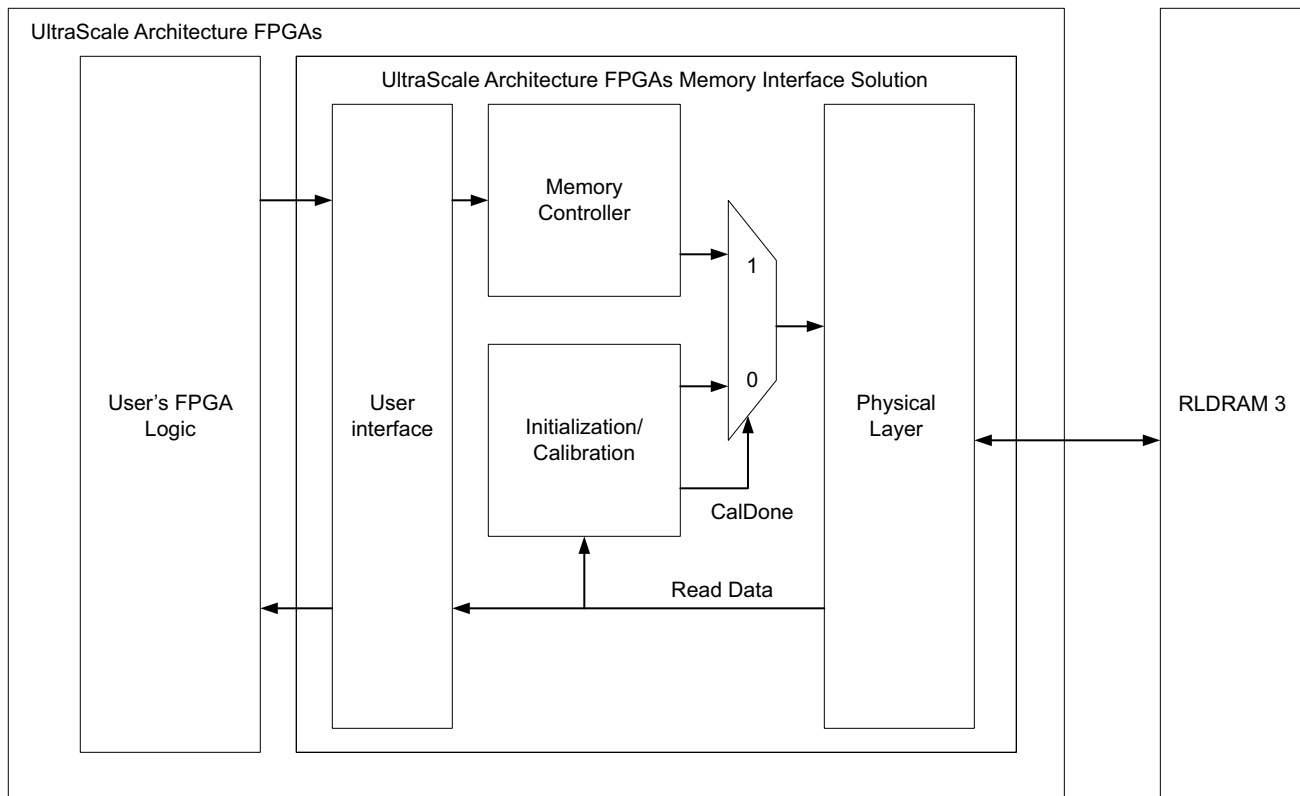 UltraScale Architecture FPGAs
UltraScale Architecture FPGAs Memory Interface Solution
Memory
Controller
1
0
User’s FPGA
Logic
User
interface
Initialization/
Calibration
Physical
Layer
RLDRAM 3
CalDone
Read Data